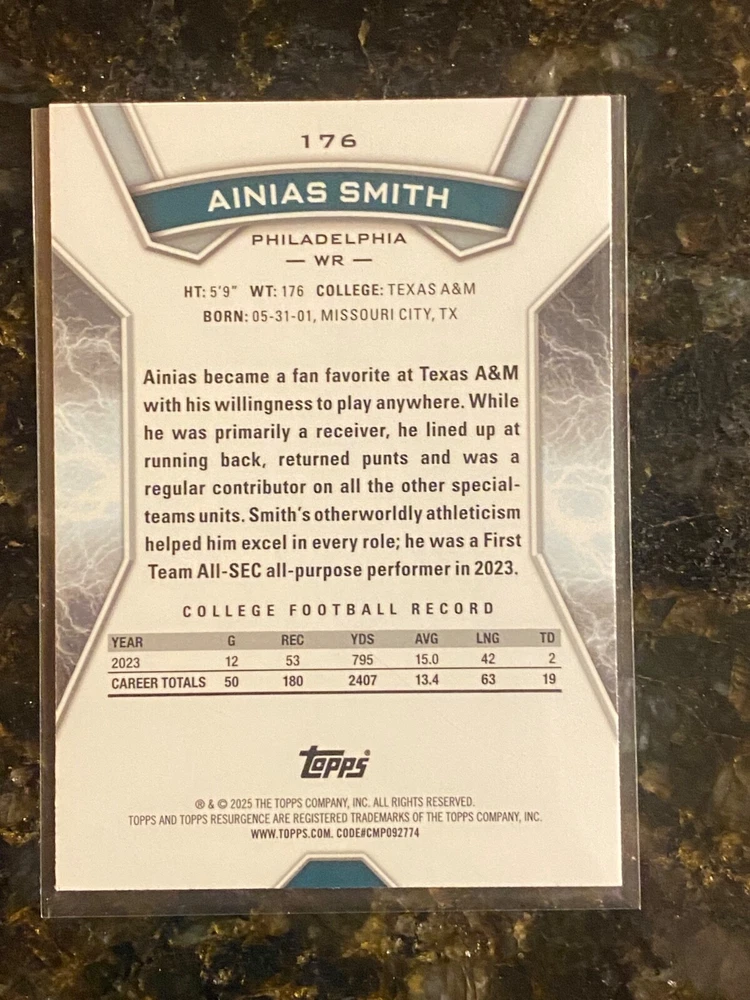 176
AINIAS SMITH
PHILADELPHIA
— WR —
HT: 5'9" WT: 176 COLLEGE: TEXAS A&M
BORN: 05-31-01, MISSOURI CITY, TX
Ainias became a fan favorite at Texas A&M
with his willingness to play anywhere. While
he was primarily a receiver, he lined up at
running back, returned punts and was a
regular contributor on all the other special-
teams units. Smith's otherworldly athleticism
helped him excel in every role; he was a First
Team All-SEC all-purpose performer in 2023.
COLLEGE FOOTBALL RECORD
YEAR G REC YDS AVG LNG TD
2023 12 53 795 15.0 42 2
CAREER TOTALS 50 180 2407 13.4 63 19
Topps®
® & © 2025 THE TOPPS COMPANY, INC. ALL RIGHTS RESERVED.
TOPPS AND TOPPS RESURGENCE ARE REGISTERED TRADEMARKS OF THE TOPPS COMPANY, INC.
WWW.TOPPS.COM. CODE#CMP092774